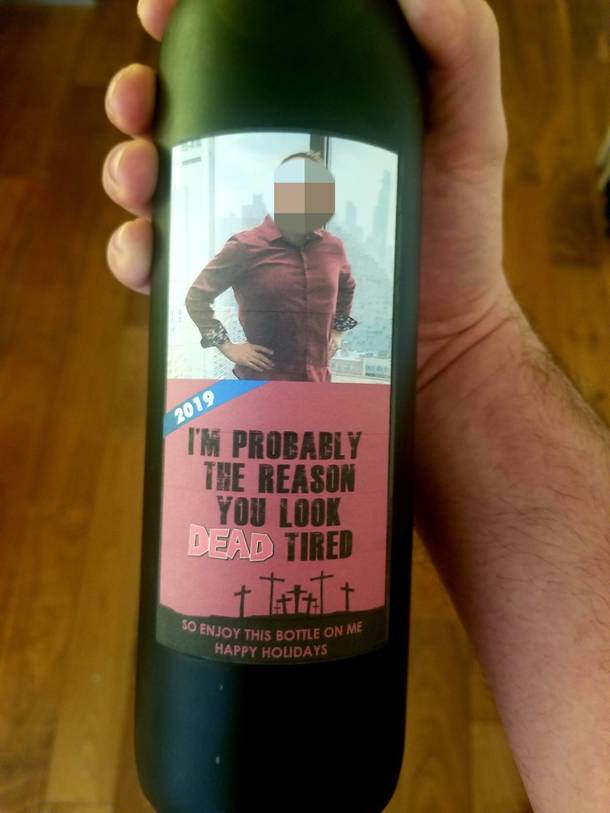 2019
I'M PROBABLY
THE REASON
YOU LOOK
DEAD TIRED
SO ENJOY THIS BOTTLE ON ME
HAPPY HOLIDAYS